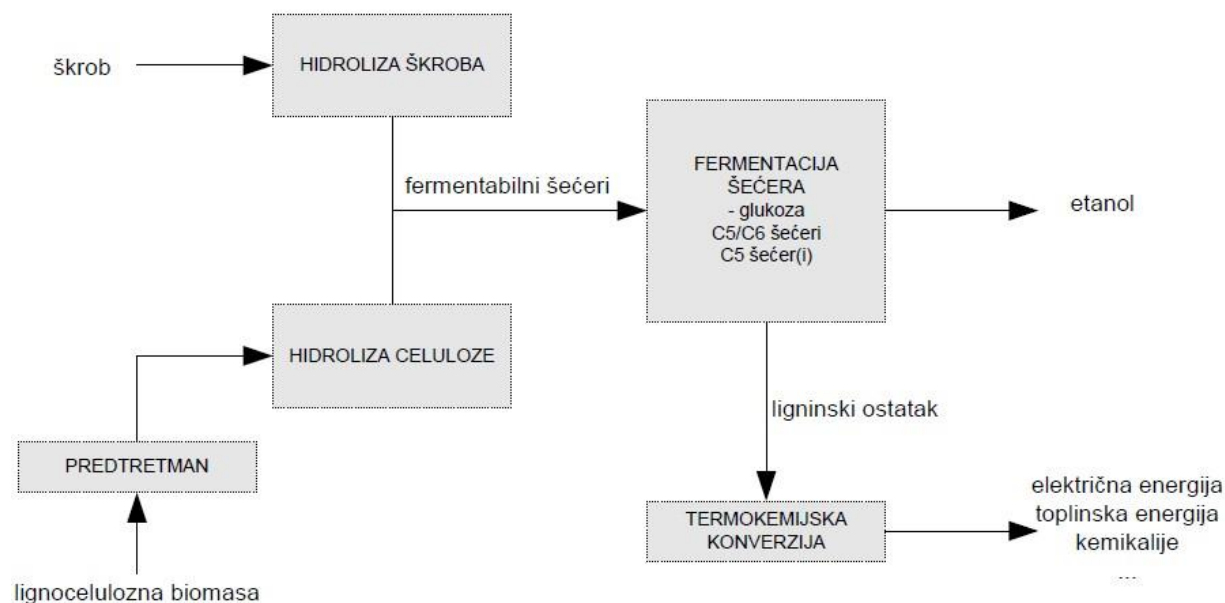 škrob
HIDROLIZA ŠKROBA
fermentabilni šećeri
FERMENTACIJA
ŠEĆERA
- glukoza
C5/C6 šećeri
C5 šećer(i)
etanol
HIDROLIZA CELULOZE
ligninski ostatak
PREDTRETMAN
TERMOKEMIJSKA
KONVERZIJA
električna energija
toplinska energija
kemikalije
...
lignocelulozna biomasa